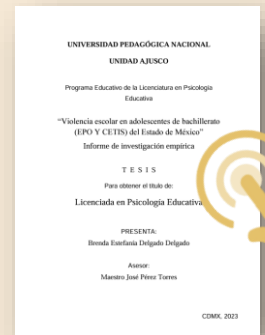 UNIVERSIDAD PEDAGÓGICA NACIONAL
UNIDAD AJUSCO
Programa Educativo de la Licenciatura en Psicología
Educativa
“Violencia escolar en adolescentes de bachillerato
(EPO Y CETIS) del Estado de México”
Informe de investigación empírica
T E S I S
Para obtener el título de:
Licenciada en Psicología Educativa
PRESENTA:
Brenda Estefanía Delgado Delgado
Asesor:
Maestro José Pérez Torres
CDMX, 2023